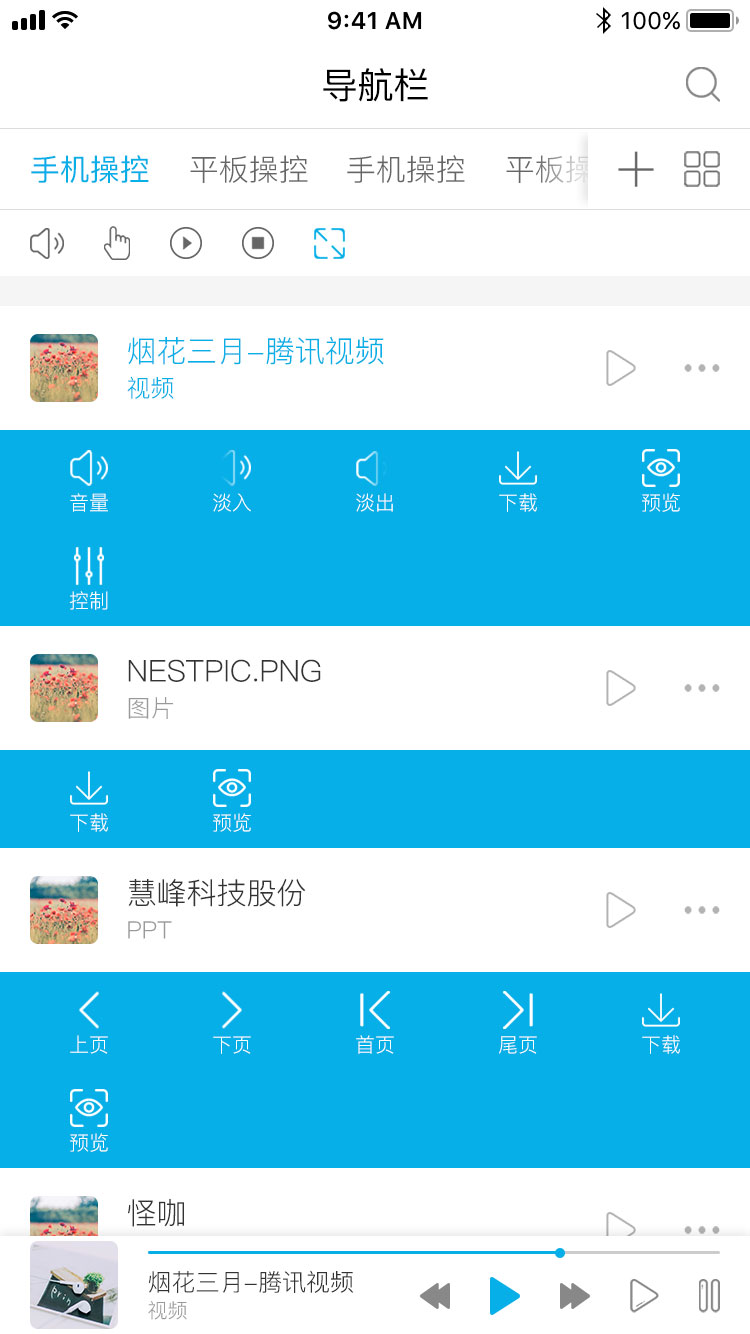 9:41 AM 100%
导航栏
手机操控 平板操控 手机操控 平板操
烟花三月-腾讯视频
视频
音量 淡入 淡出 下载 预览
控制
NESTPIC.PNG
图片
下载 预览
慧峰科技股份
PPT
上页 下页 首页 尾页 下载
预览
怪咖
烟花三月-腾讯视频
视频